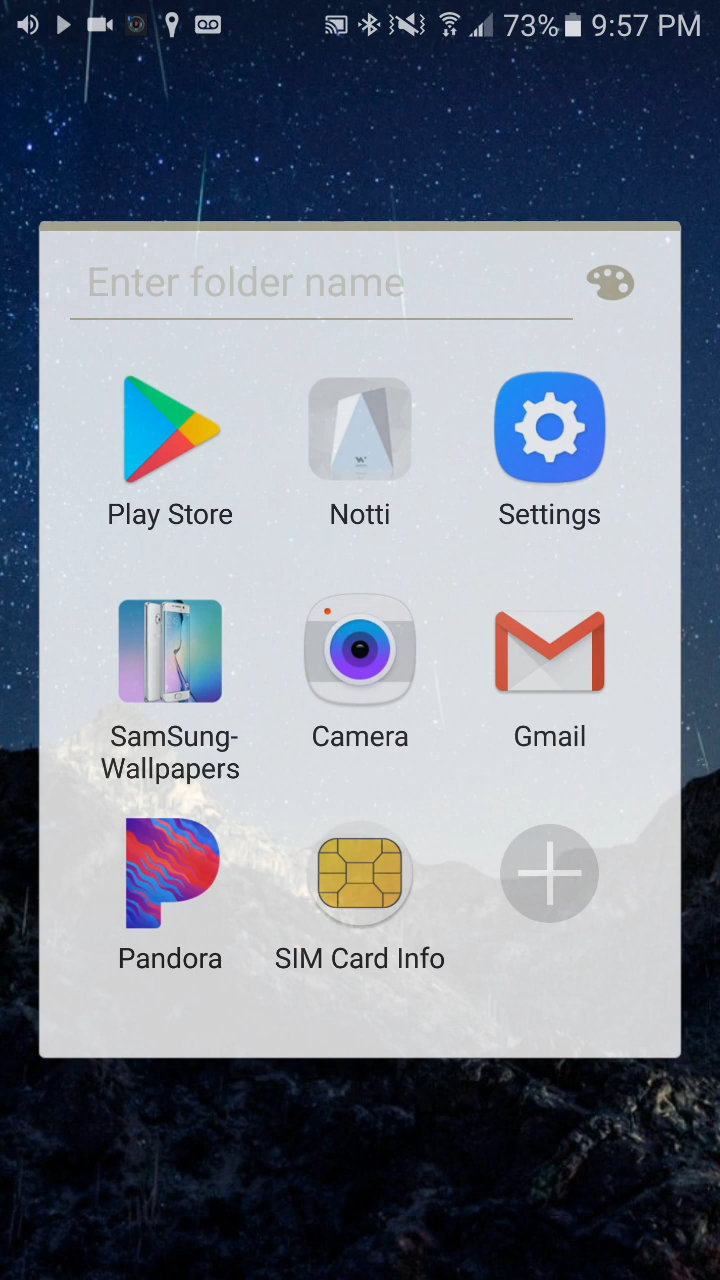 73% 9:57 PM
Enter folder name
Play Store
Notti
Settings
SamSung-
Wallpapers
Camera
Gmail
Pandora
SIM Card Info